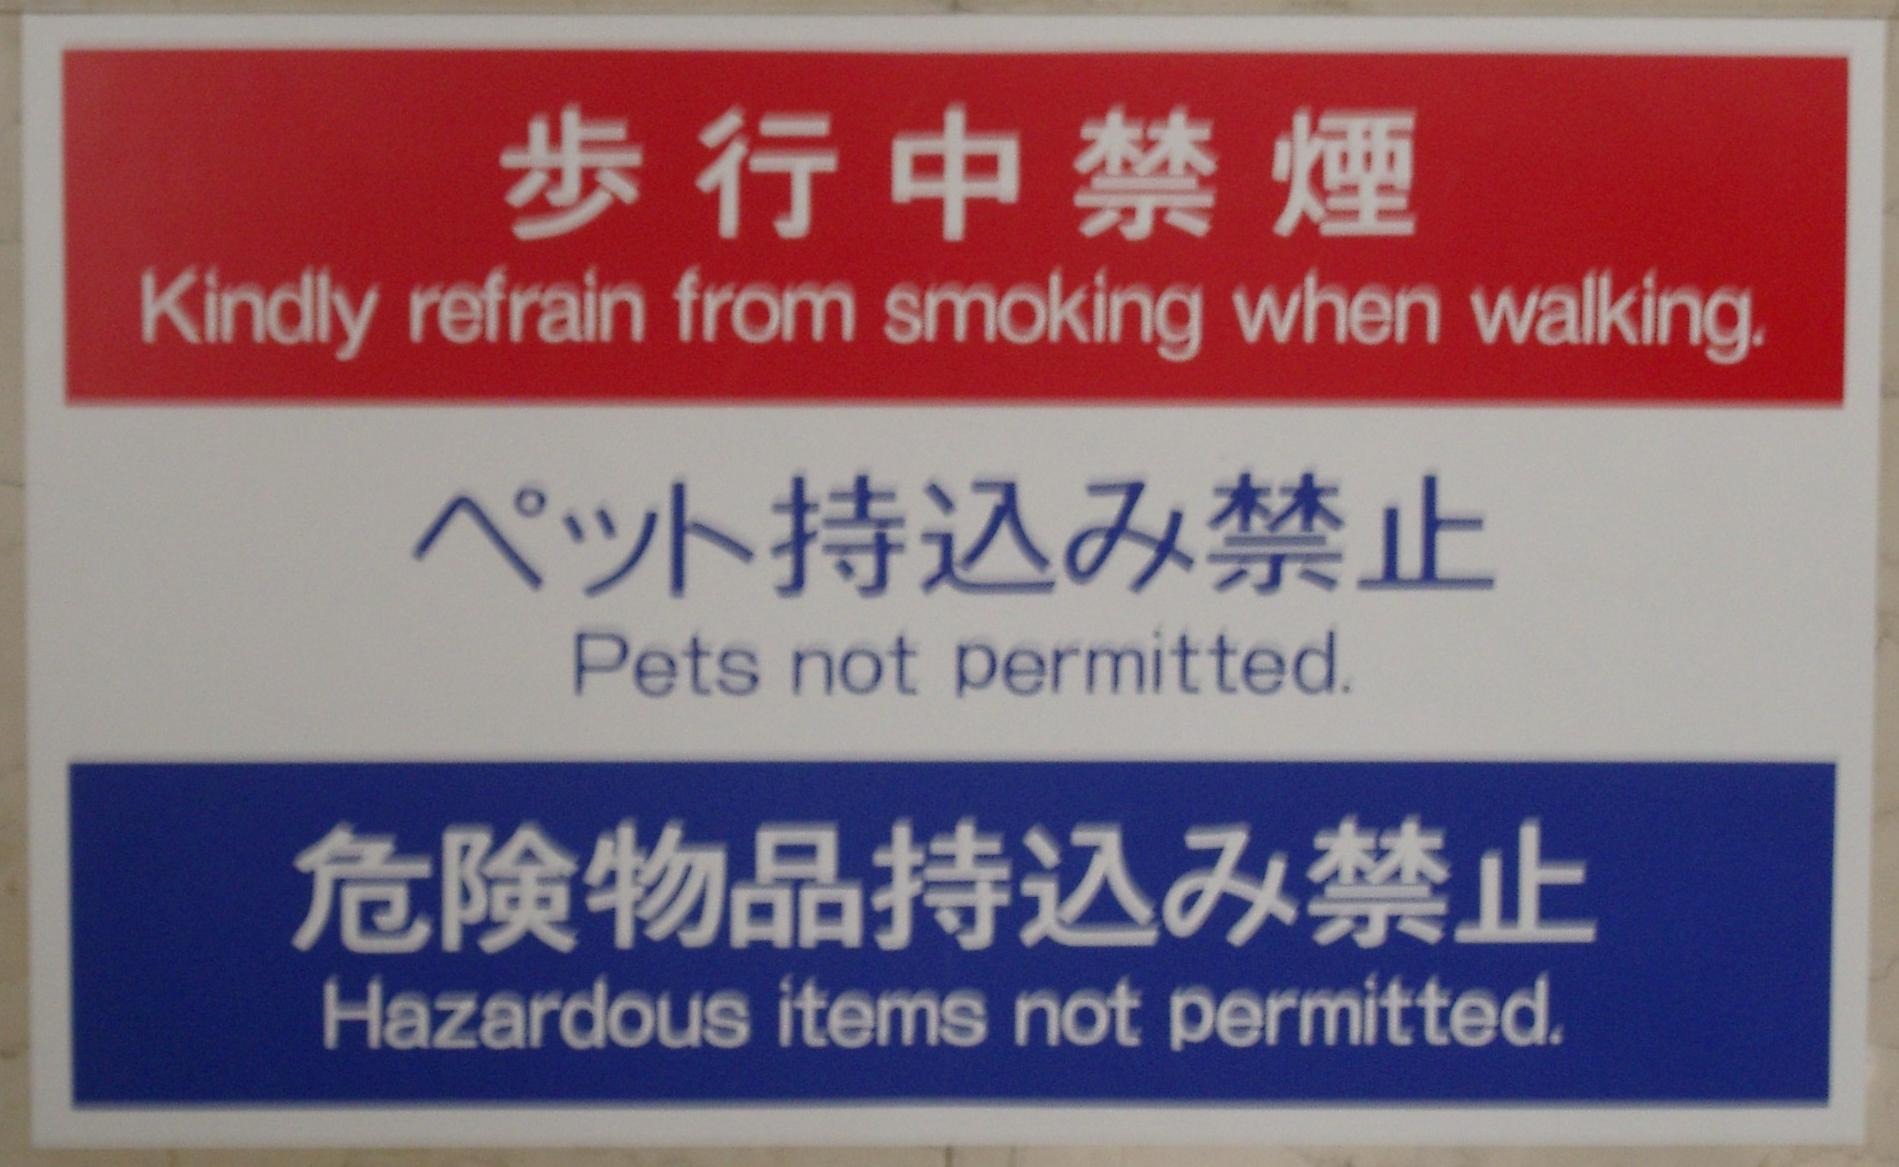 歩行中禁煙
Kindly refrain from smoking when walking.
ペット持込み禁止
Pets not permitted.
危険物品持込み禁止
Hazardous items not permitted.